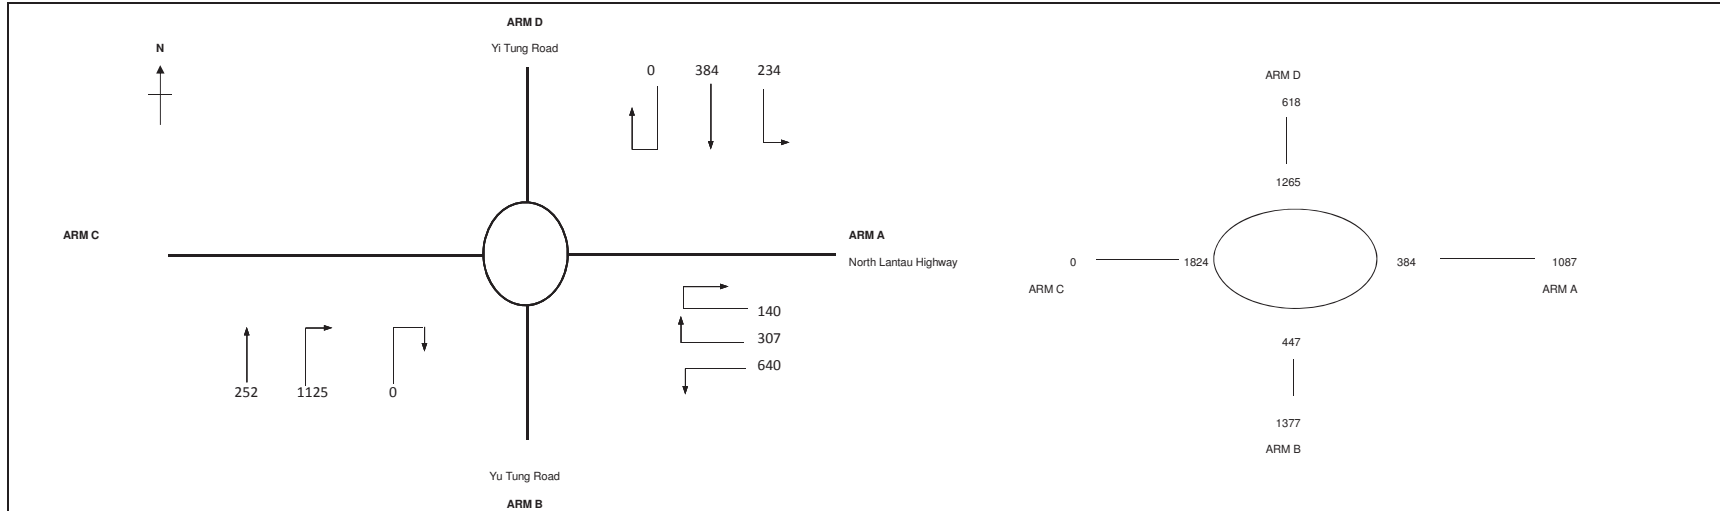 ARM D
Yi Tung Road
N
0 384 234
ARM C
ARM A
North Lantau Highway
140
307
640
252 1125 0
Yu Tung Road
ARM B
ARM D
618
1265
0 1824 384 1087
ARM C ARM A
447
1377
ARM B